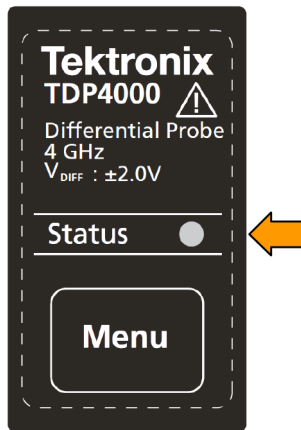 Tektronix
TDP4000
Differential Probe
4 GHz
VDIFF : ±2.0V
Status
Menu